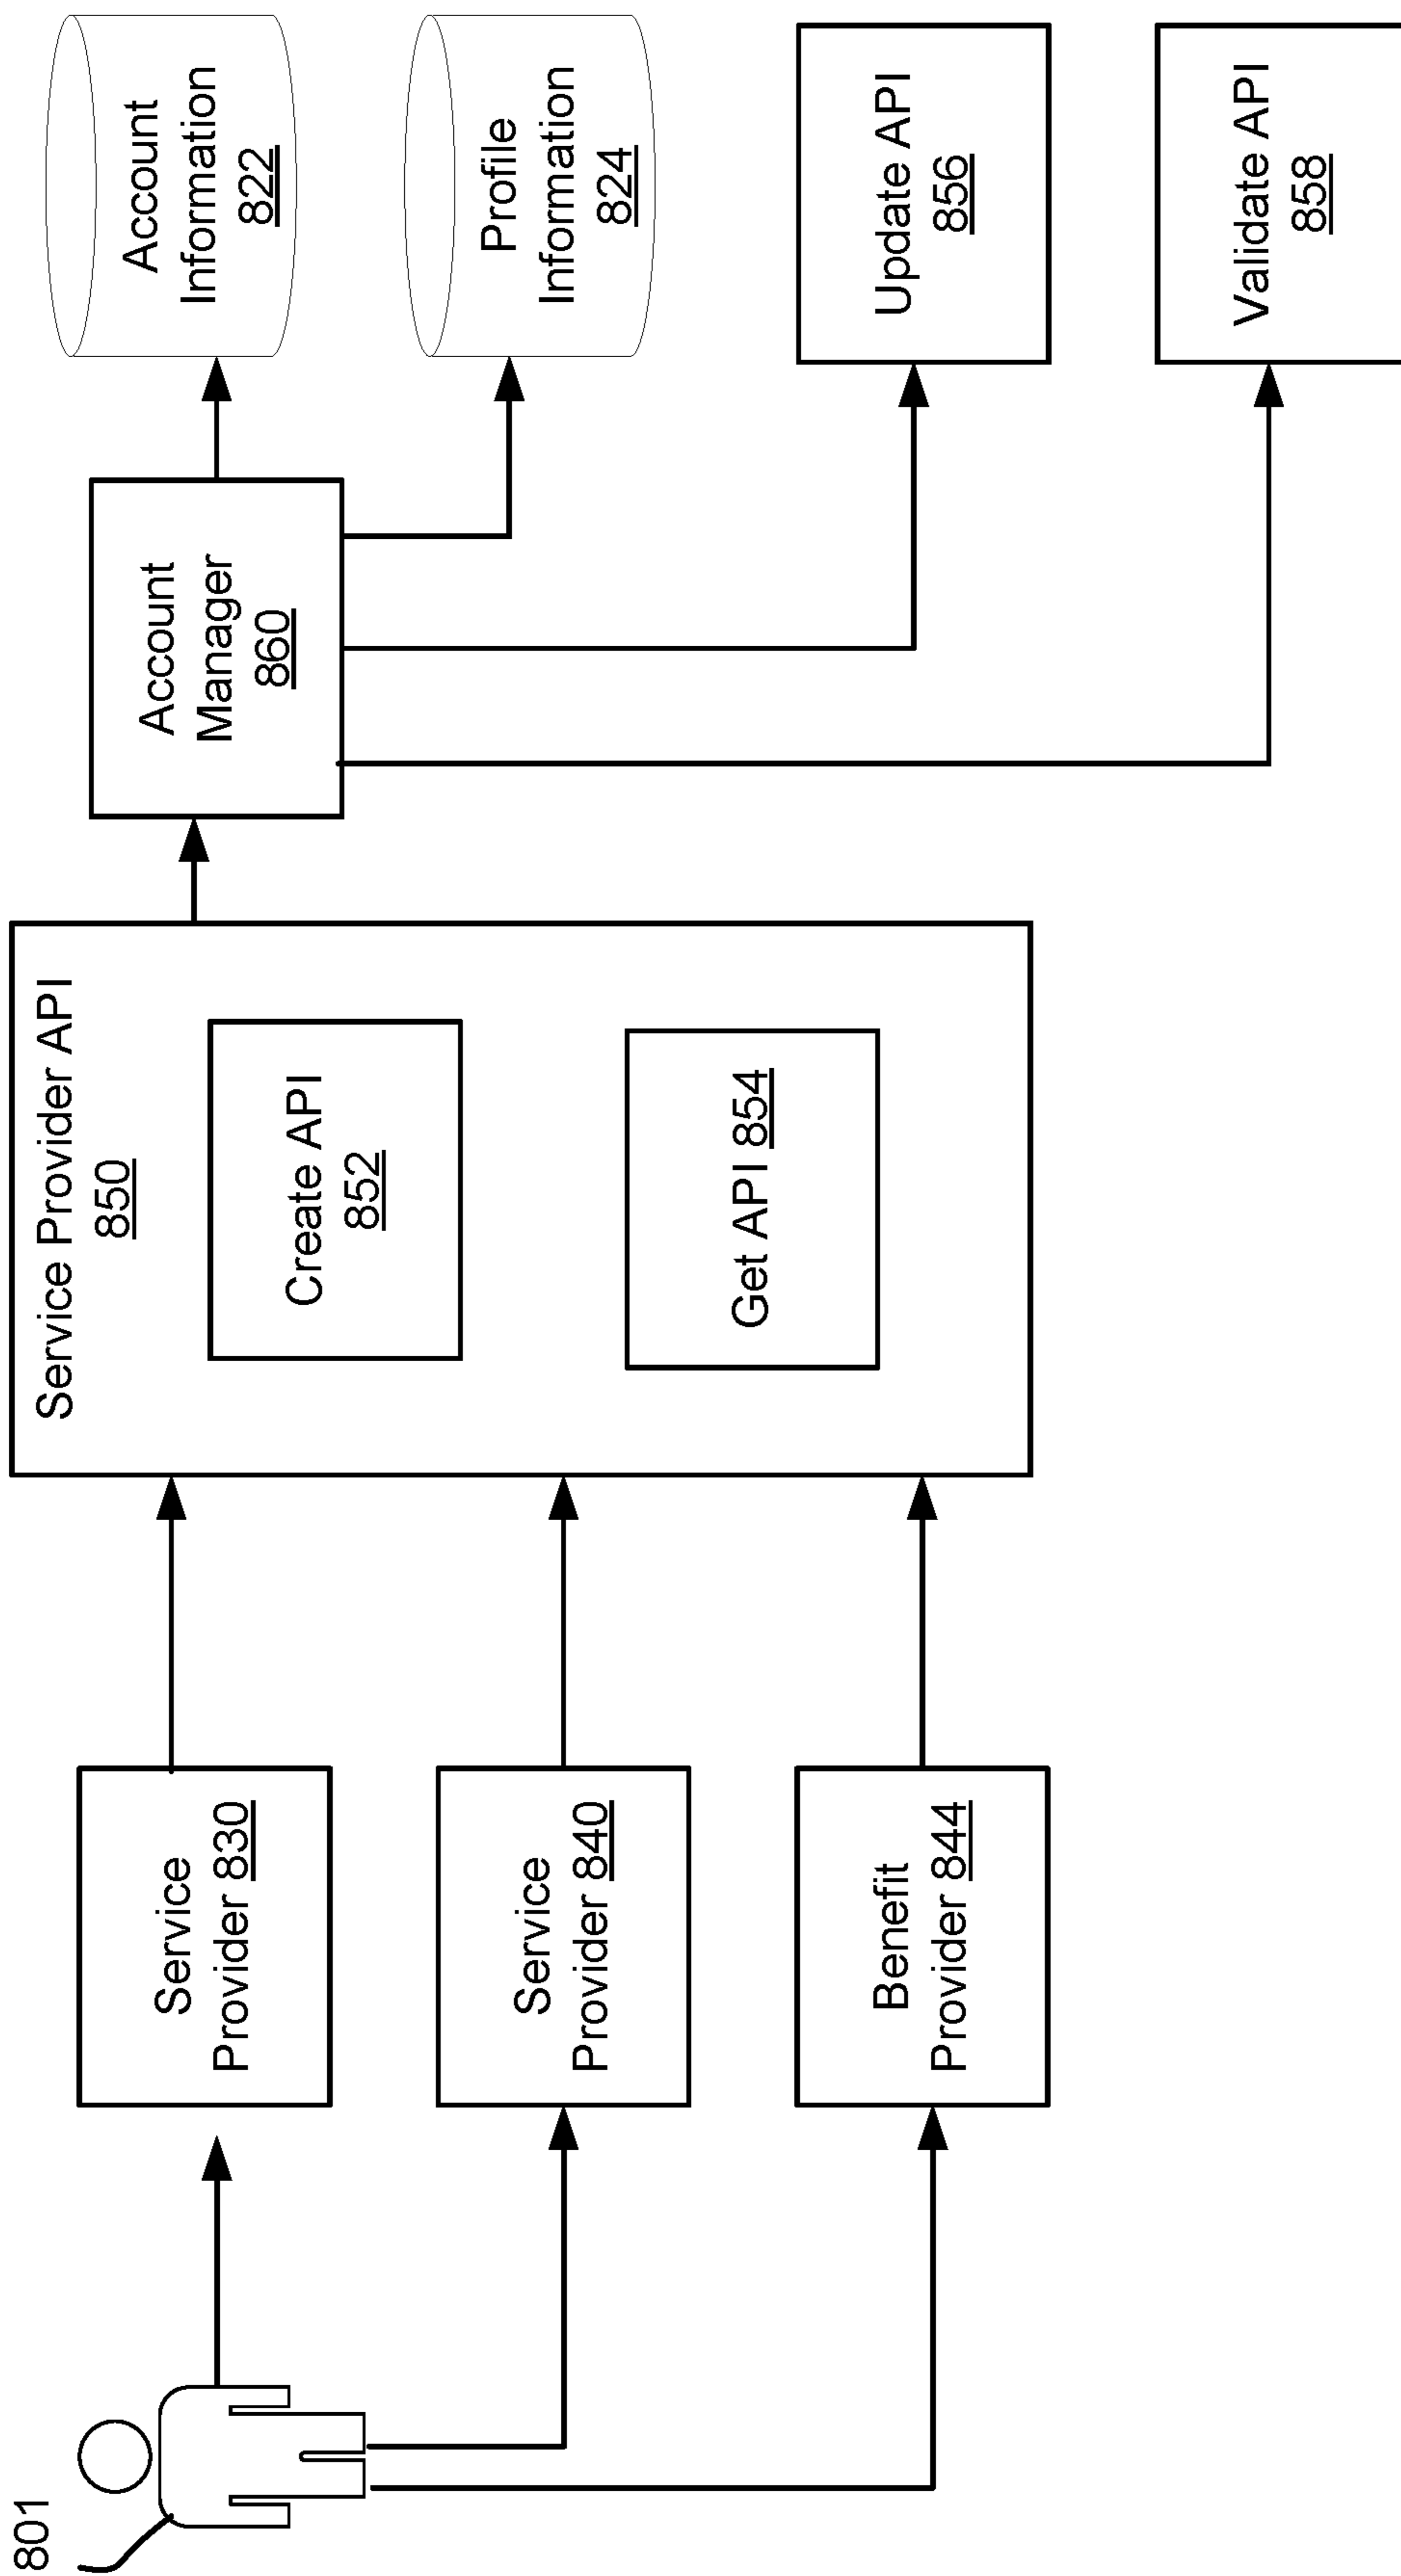 801
Service
Provider 830
Service
Provider 840
Benefit
Provider 844
Service Provider API
850
Create API
852
Get API 854
Account
Manager
860
Account
Information
822
Profile
Information
824
Update API
856
Validate API
858